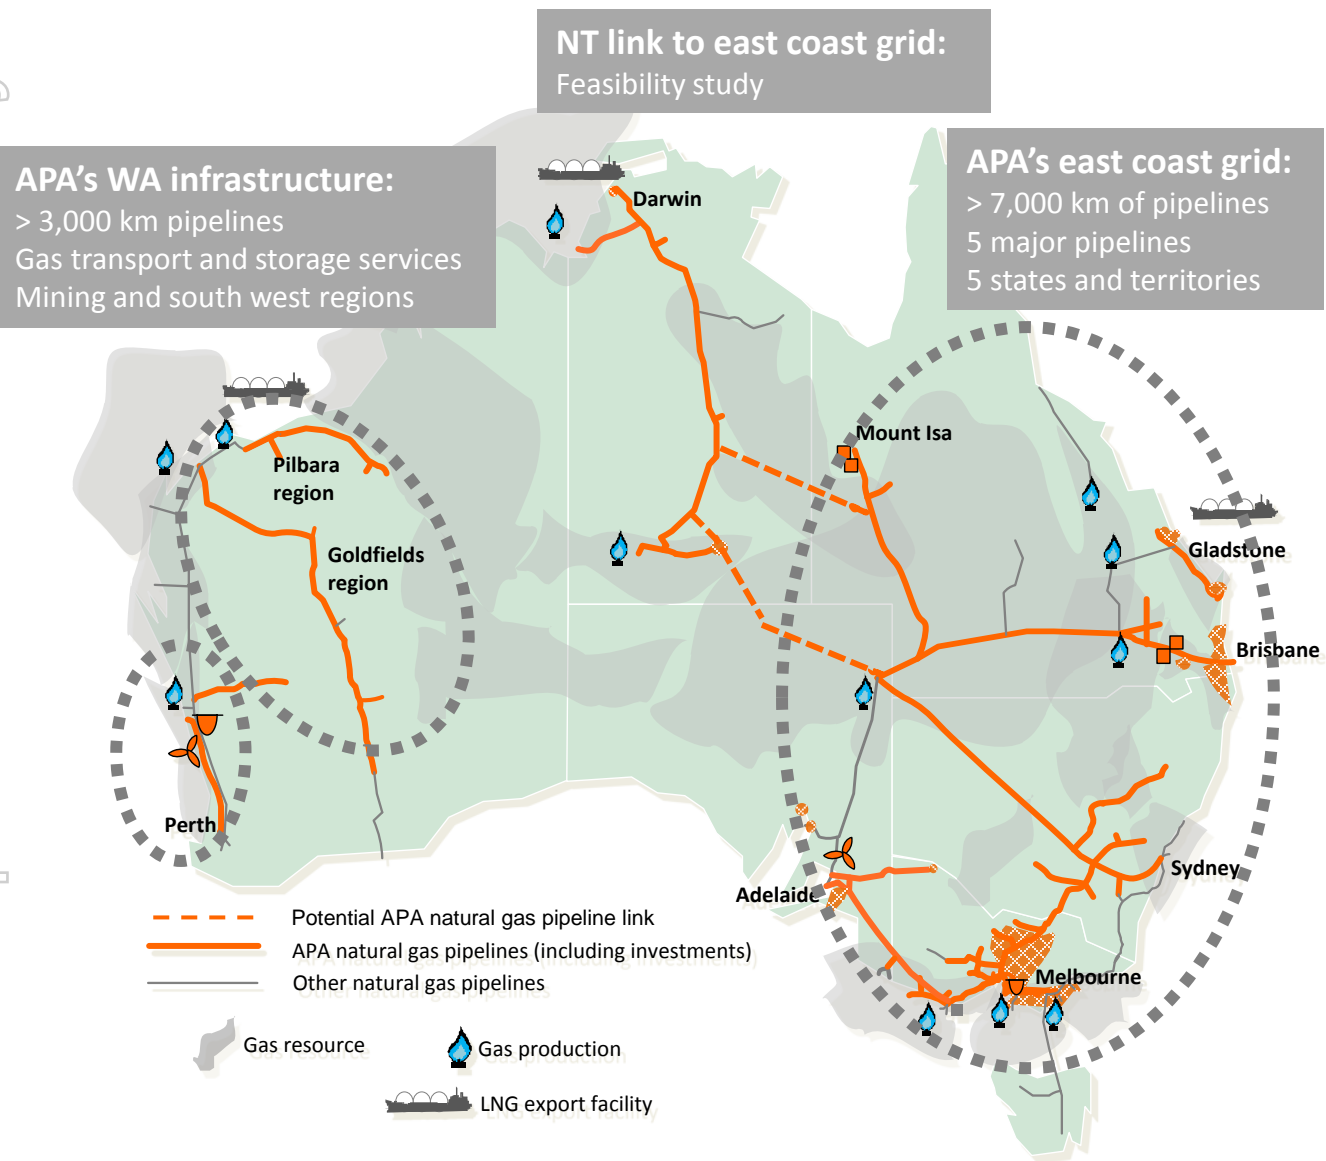 NT link to east coast grid:
Feasibility study
APA's WA infrastructure:
> 3,000 km pipelines
Gas transport and storage services
Mining and south west regions
APA's east coast grid:
> 7,000 km of pipelines
5 major pipelines
5 states and territories
Darwin
Mount Isa
Pilbara
region
Goldfields
region
Gladstone
Brisbane
Perth
Adelaide
Sydney
Melbourne
Potential APA natural gas pipeline link
APA natural gas pipelines (including investments)
Other natural gas pipelines
Gas resource
Gas production
LNG export facility